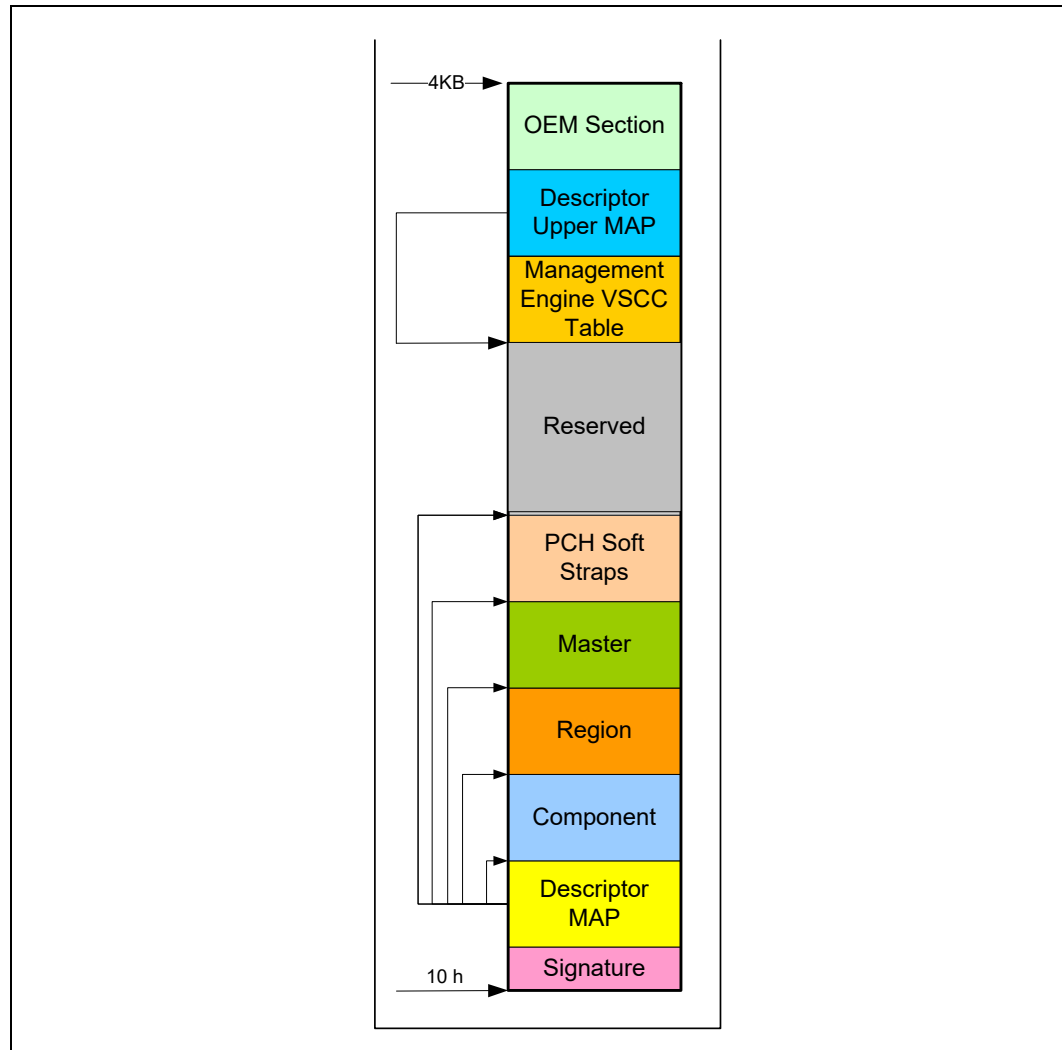 4KB
OEM Section
Descriptor
Upper MAP
Management
Engine VSCC
Table
Reserved
PCH Soft
Straps
Master
Region
Component
Descriptor
MAP
Signature
10 h